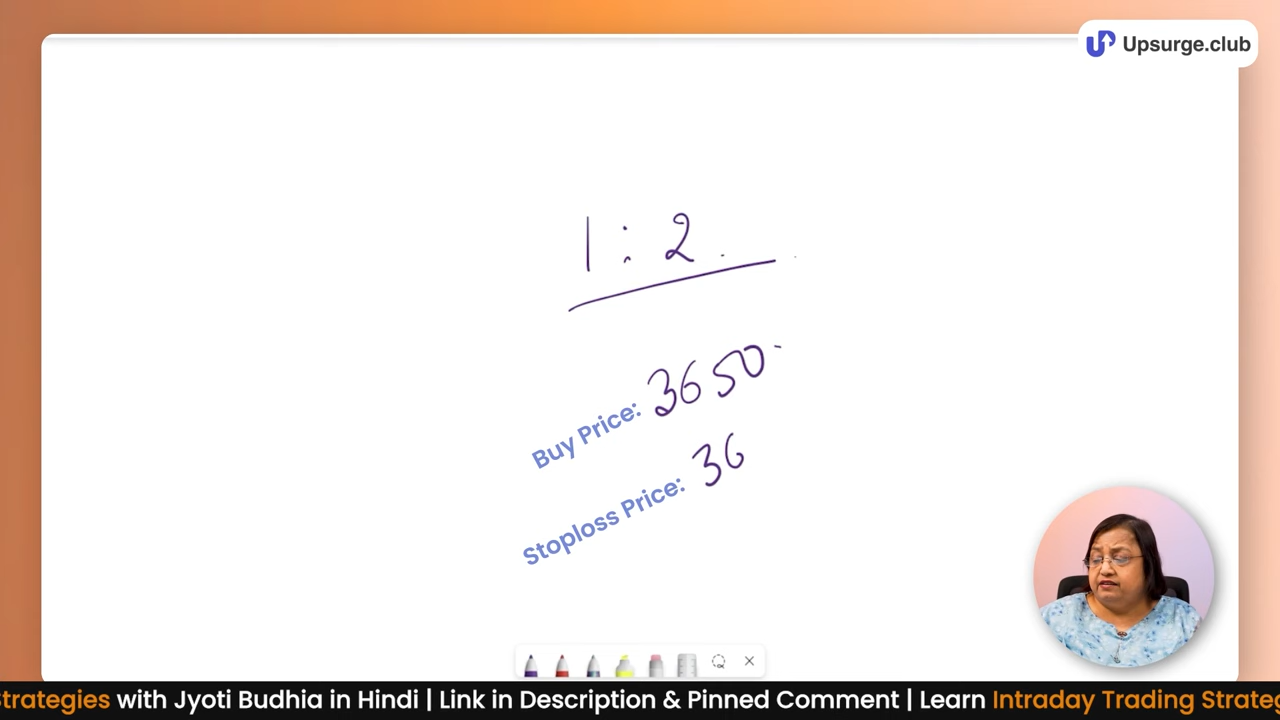 Upsurge.club
1 : 2
Buy Price: 3650
Stoploss Price: 36
Strategies with Jyoti Budhia in Hindi | Link in Description & Pinned Comment | Learn Intraday Trading Strateg